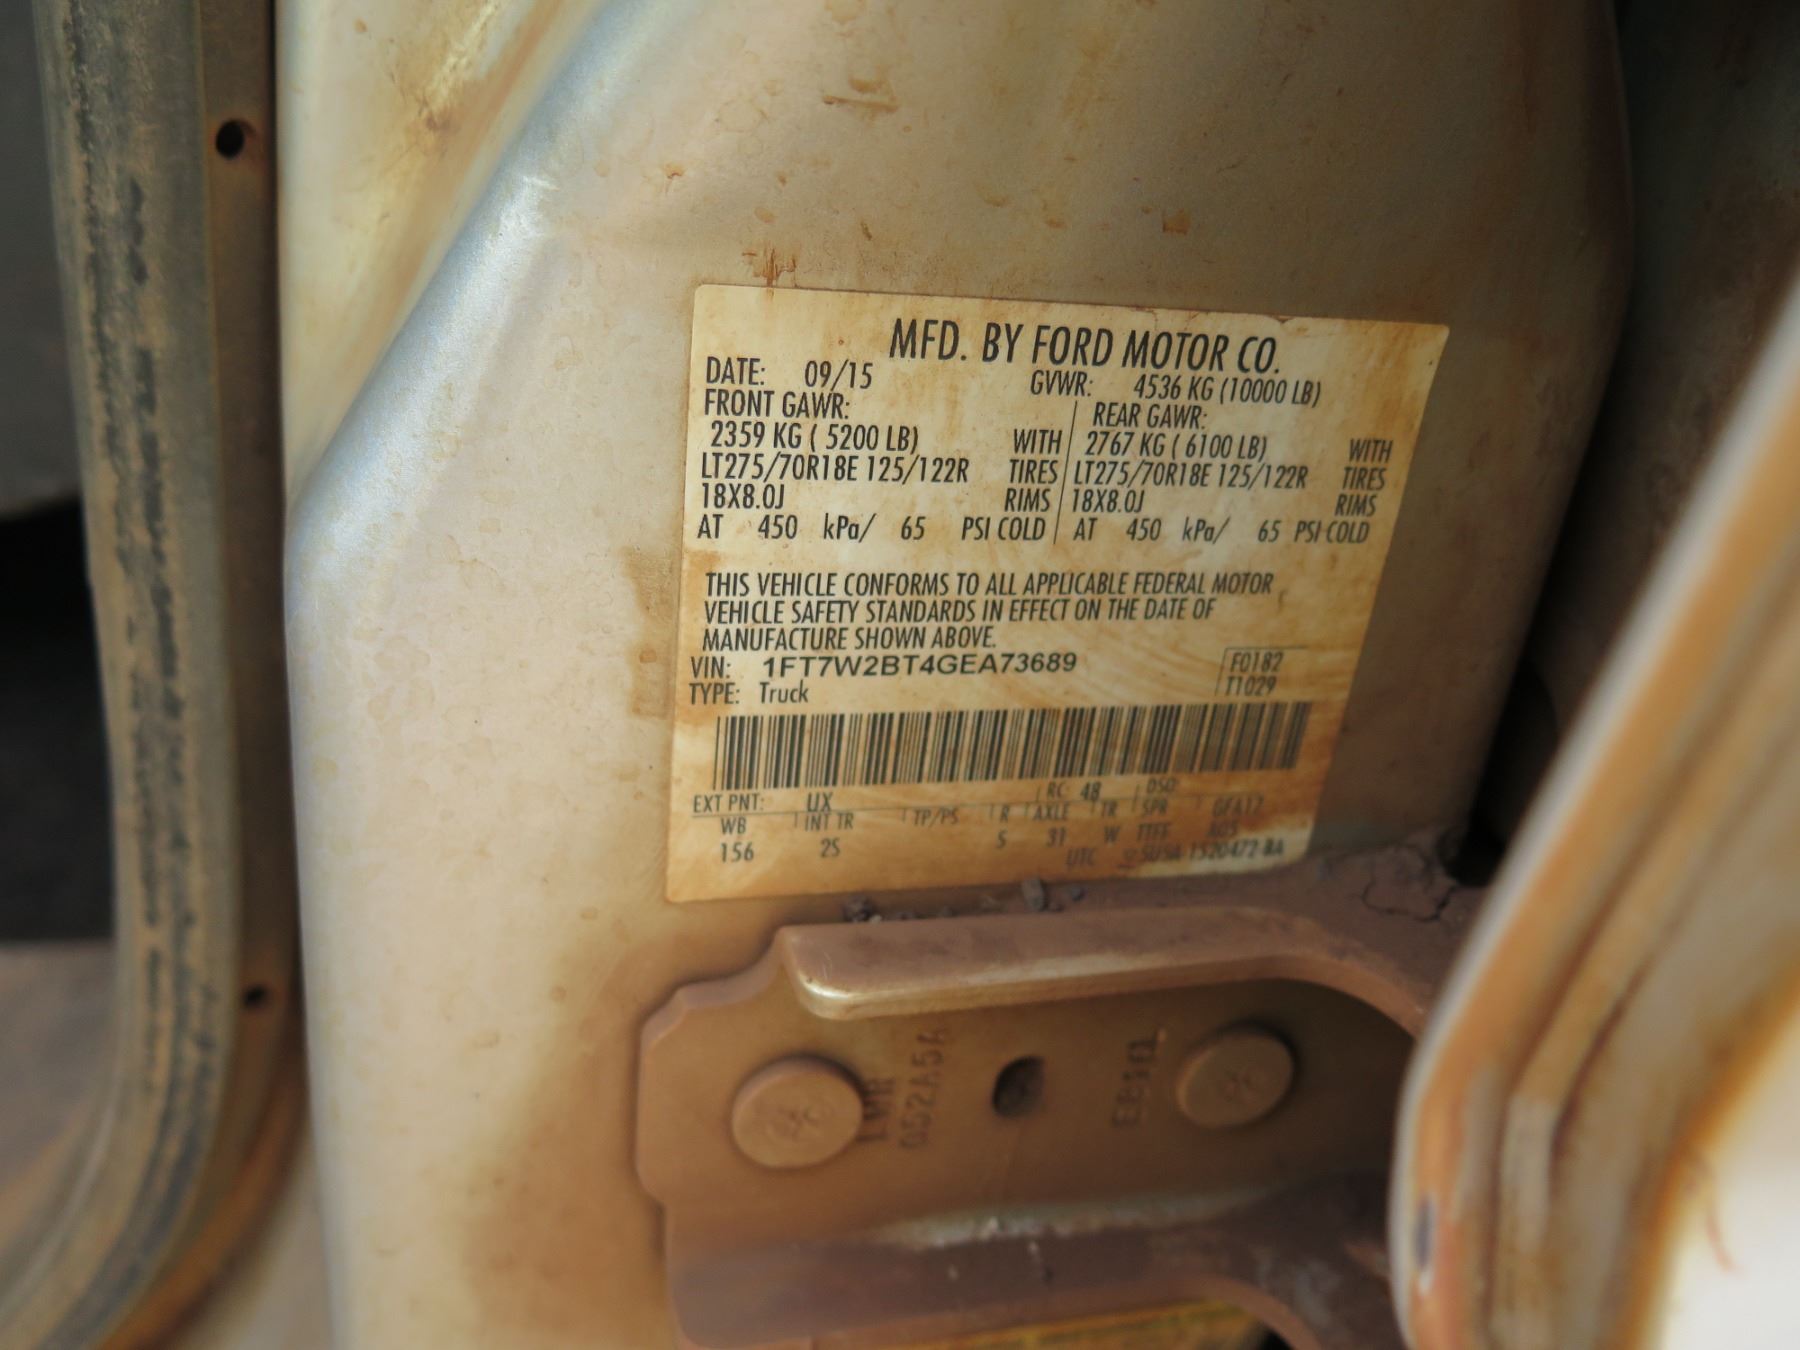 MFD. BY FORD MOTOR CO.
DATE: 09/15 GVWR: 4536 KG (10000 LB)
FRONT GAWR: REAR GAWR:
2359 KG ( 5200 LB) WITH 2767 KG ( 6100 LB) WITH
LT275/70R18E 125/122R TIRES LT275/70R18E 125/122R TIRES
18X8.0J RIMS 18X8.0J RIMS
AT 450 kPa/ 65 PSI COLD AT 450 kPa/ 65 PSI COLD
THIS VEHICLE CONFORMS TO ALL APPLICABLE FEDERAL MOTOR
VEHICLE SAFETY STANDARDS IN EFFECT ON THE DATE OF
MANUFACTURE SHOWN ABOVE.
VIN: 1FT7W2BT4GEA73689 F0182
TYPE: Truck T1029
EXT PNT: UX RC: 48 DSO:
WB INT TR TP/PS R AXLE TR SPR
156 2S 5 31 W
UTC
052A5A